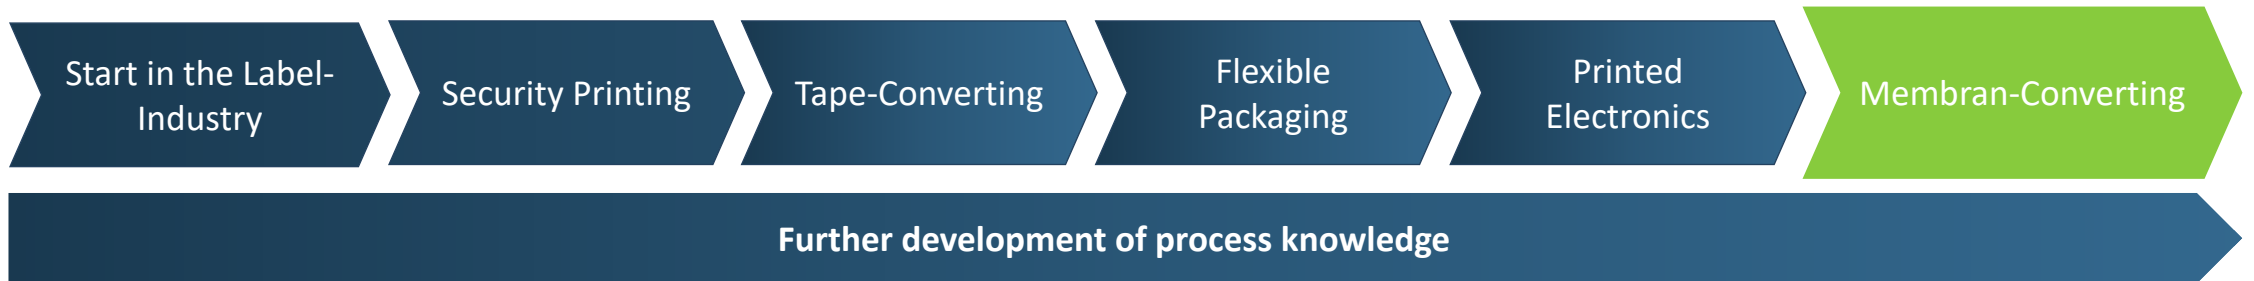 Start in the Label-
Industry
Security Printing
Tape-Converting
Flexible
Packaging
Printed
Electronics
Membran-Converting
Further development of process knowledge